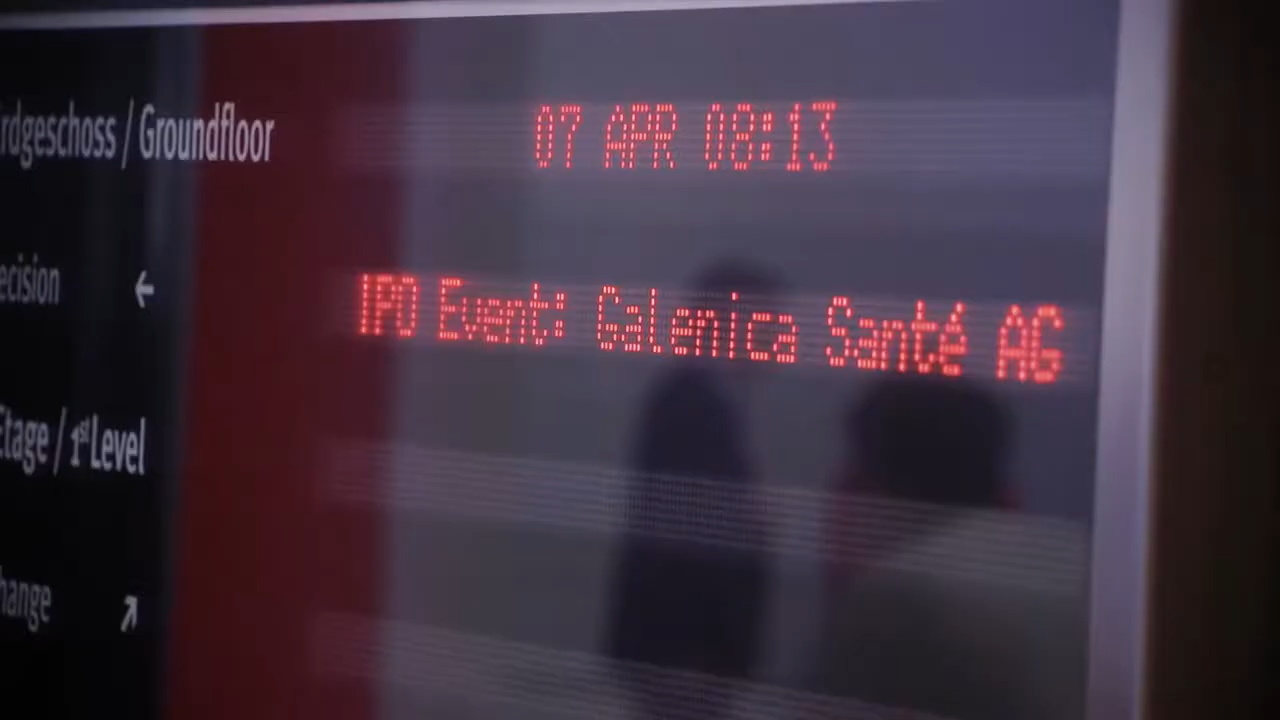 rdgeschoss / Groundfloor
07 APR 08:13
ecision ←
IPO Event: Galenica Santé AG
Etage / 1st Level
hange ↗